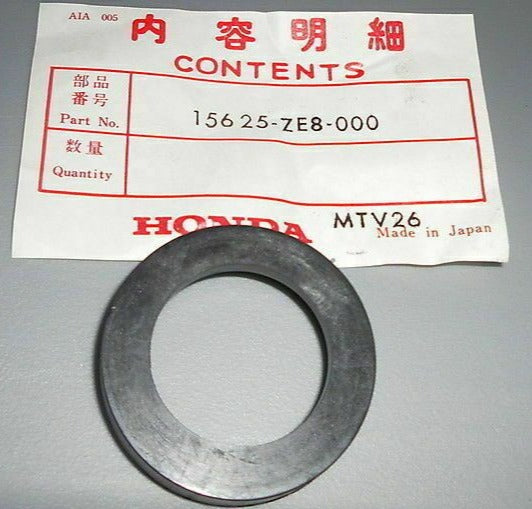 AIA 005
内容明細
CONTENTS
部品
番号
Part No.
15625-ZE8-000
数量
Quantity
HONDA
MTV26
Made in Japan